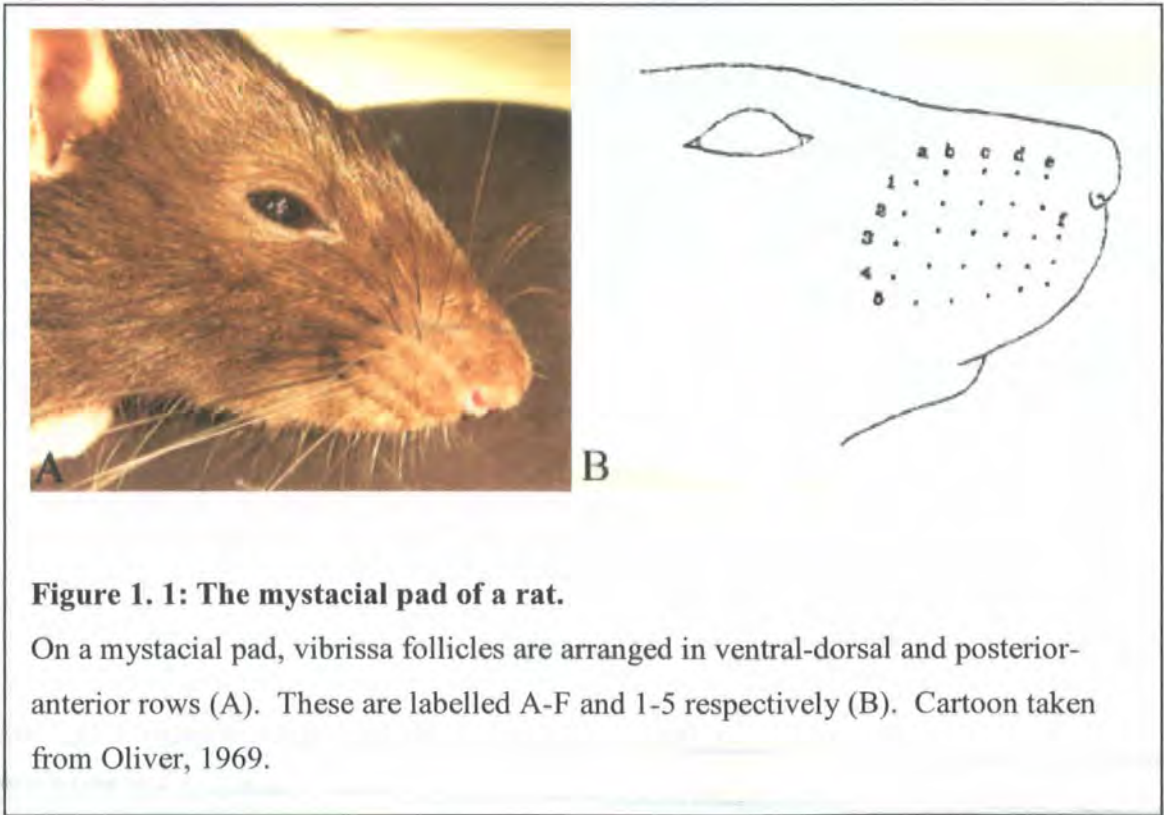 A
B
a b c d e
1
2
f
3
4
5
Figure 1. 1: The mystacial pad of a rat.
On a mystacial pad, vibrissa follicles are arranged in ventral-dorsal and posterior-
anterior rows (A).  These are labelled A-F and 1-5 respectively (B).  Cartoon taken
from Oliver, 1969.